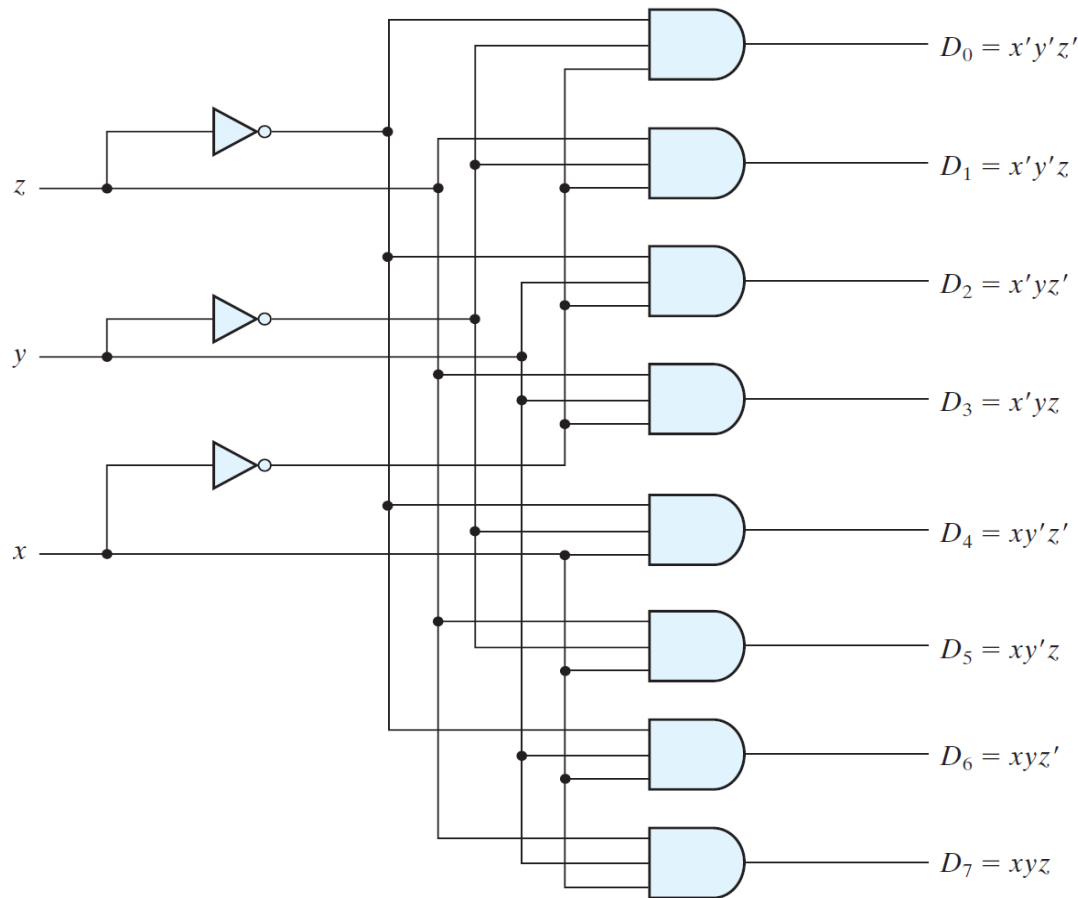 D₀ = x'y'z'
D₁ = x'y'z
z
D₂ = x'yz'
y
D₃ = x'yz
D₄ = xy'z'
x
D₅ = xy'z
D₆ = xyz'
D₇ = xyz